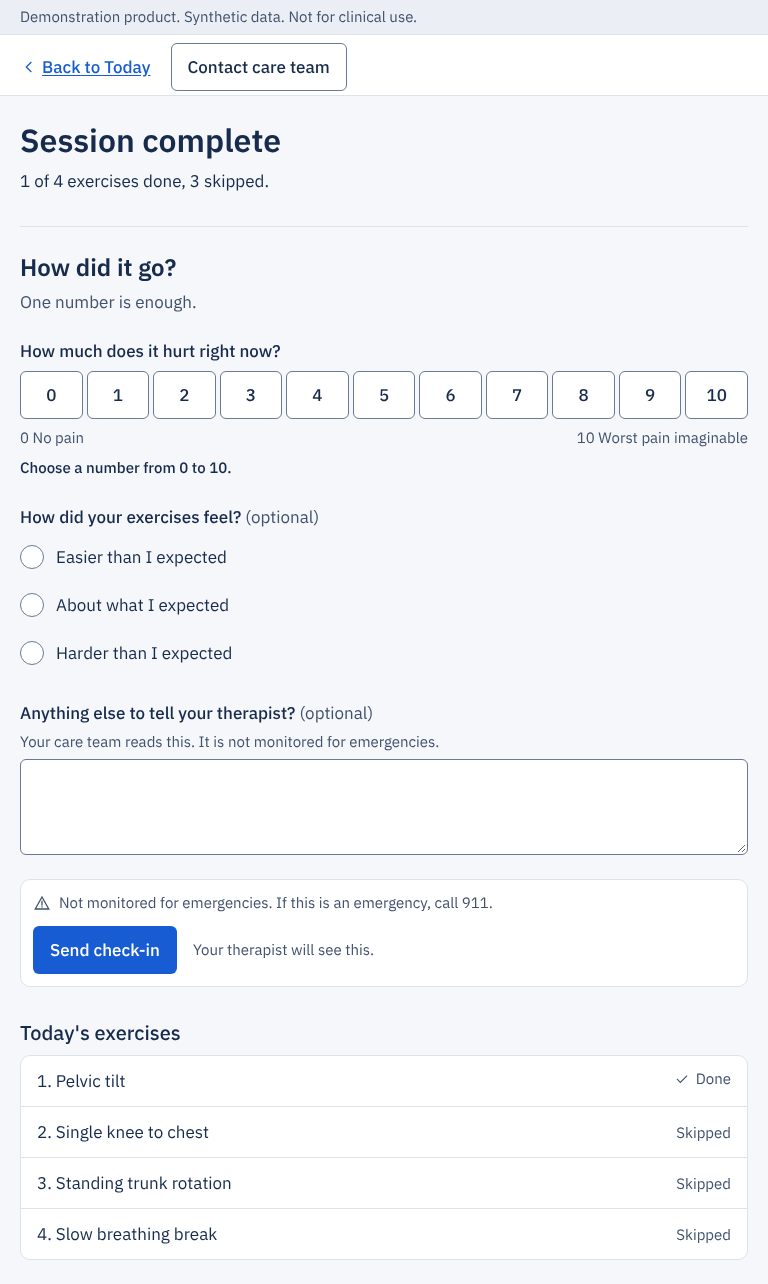 Demonstration product. Synthetic data. Not for clinical use.
Back to Today
Contact care team
Session complete
1 of 4 exercises done, 3 skipped.
How did it go?
One number is enough.
How much does it hurt right now?
0 1 2 3 4 5 6 7 8 9 10
0 No pain
10 Worst pain imaginable
Choose a number from 0 to 10.
How did your exercises feel? (optional)
Easier than I expected
About what I expected
Harder than I expected
Anything else to tell your therapist? (optional)
Your care team reads this. It is not monitored for emergencies.
Not monitored for emergencies. If this is an emergency, call 911.
Send check-in
Your therapist will see this.
Today's exercises
1. Pelvic tilt
Done
2. Single knee to chest
Skipped
3. Standing trunk rotation
Skipped
4. Slow breathing break
Skipped